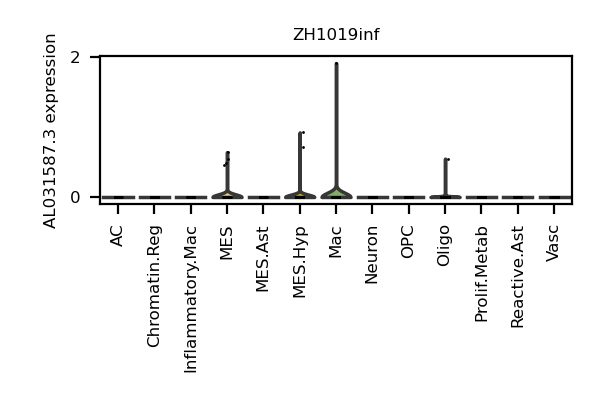 ZH1019inf
AL031587.3 expression
2
0
AC
Chromatin.Reg
Inflammatory.Mac
MES
MES.Ast
MES.Hyp
Mac
Neuron
OPC
Oligo
Prolif.Metab
Reactive.Ast
Vasc